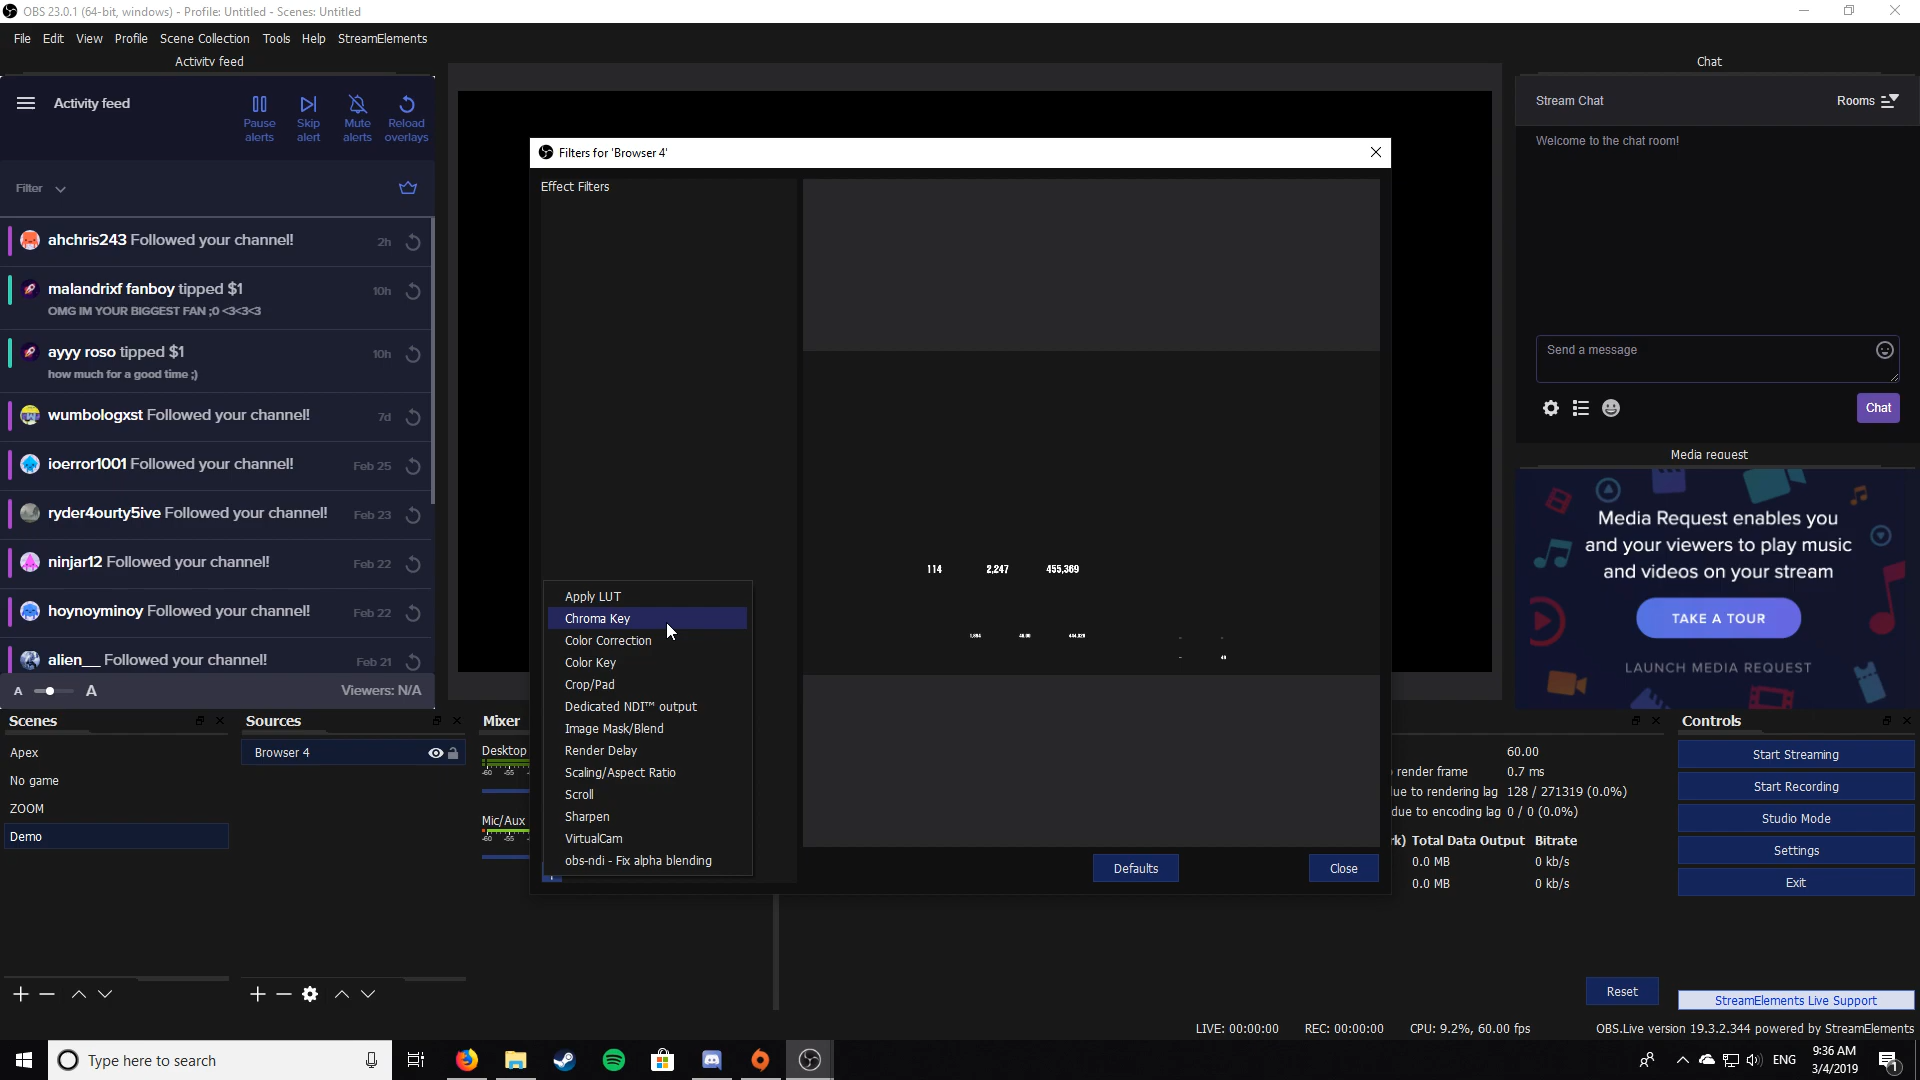 OBS 23.0.1 (64-bit, windows) - Profile: Untitled - Scenes: Untitled
File Edit View Profile Scene Collection Tools Help StreamElements
Activity feed
Activity feed
Pause alerts
Skip alert
Mute alerts
Reload overlays
Filter
ahchris243 Followed your channel! 2h
malandrixf fanboy tipped $1 10h
OMG IM YOUR BIGGEST FAN ;0 <3<3<3
ayyy roso tipped $1 10h
how much for a good time ;)
wumbologxst Followed your channel! 7d
ioerror1001 Followed your channel! Feb 25
ryder4ourty5ive Followed your channel! Feb 23
ninjar12 Followed your channel! Feb 22
hoynoyminoy Followed your channel! Feb 22
alien__ Followed your channel! Feb 21
A A Viewers: N/A
Filters for 'Browser 4'
Effect Filters
114 2,247 455,369
Apply LUT
Chroma Key
Color Correction
Color Key
Crop/Pad
Dedicated NDI™ output
Image Mask/Blend
Render Delay
Scaling/Aspect Ratio
Scroll
Sharpen
VirtualCam
obs-ndi - Fix alpha blending
Defaults
Close
Chat
Stream Chat Rooms
Welcome to the chat room!
Send a message
Chat
Media request
Media Request enables you
and your viewers to play music
and videos on your stream
TAKE A TOUR
LAUNCH MEDIA REQUEST
Scenes
Apex
No game
ZOOM
Demo
Sources
Browser 4
Mixer
Desktop
-60 -55
Mic/Aux
-60 -55
60.00
render frame 0.7 ms
ue to rendering lag 128 / 271319 (0.0%)
ue to encoding lag 0 / 0 (0.0%)
rk) Total Data Output Bitrate
0.0 MB 0 kb/s
0.0 MB 0 kb/s
Reset
Controls
Start Streaming
Start Recording
Studio Mode
Settings
Exit
StreamElements Live Support
LIVE: 00:00:00 REC: 00:00:00 CPU: 9.2%, 60.00 fps OBS.Live version 19.3.2.344 powered by StreamElements
Type here to search
ENG
9:36 AM
3/4/2019
1